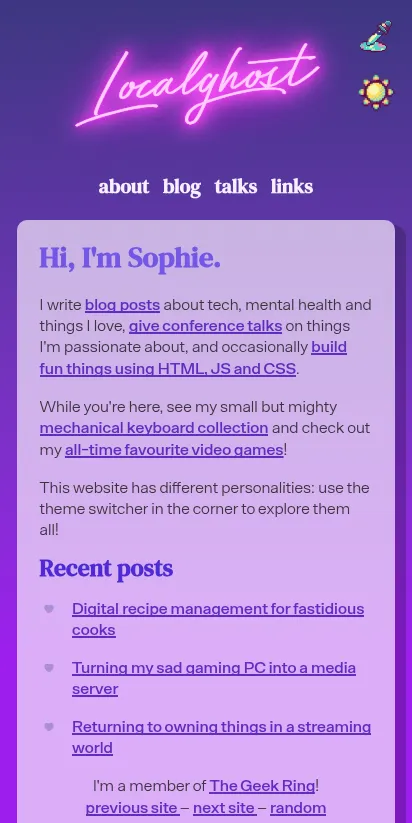 Localghost
about blog talks links
Hi, I'm Sophie.
I write blog posts about tech, mental health and
things I love, give conference talks on things
I'm passionate about, and occasionally build
fun things using HTML, JS and CSS.
While you're here, see my small but mighty
mechanical keyboard collection and check out
my all-time favourite video games!
This website has different personalities: use the
theme switcher in the corner to explore them
all!
Recent posts
Digital recipe management for fastidious
cooks
Turning my sad gaming PC into a media
server
Returning to owning things in a streaming
world
I'm a member of The Geek Ring!
previous site – next site – random